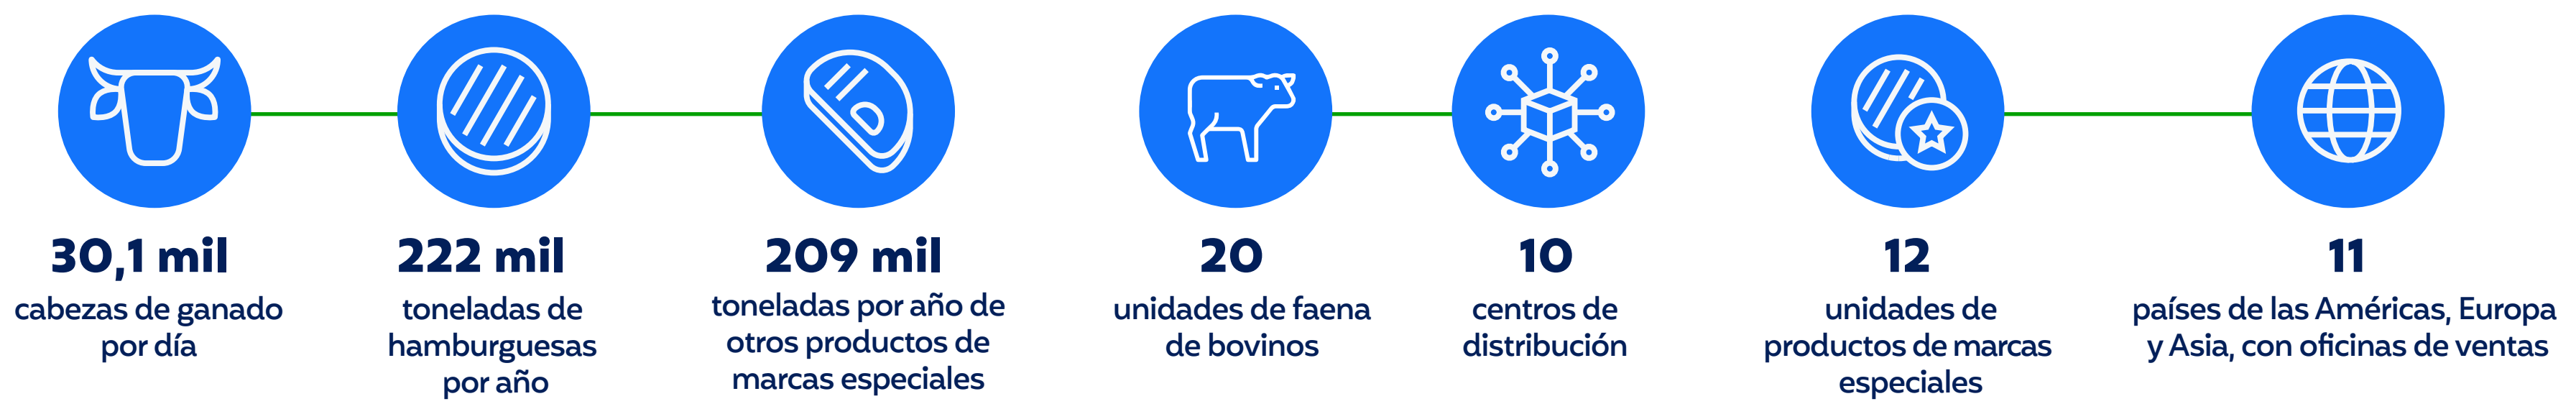 30,1 mil
cabezas de ganado
por día
222 mil
toneladas de
hamburguesas
por año
209 mil
toneladas por año de
otros productos de
marcas especiales
20
unidades de faena
de bovinos
10
centros de
distribución
12
unidades de
productos de marcas
especiales
11
países de las Américas, Europa
y Asia, con oficinas de ventas